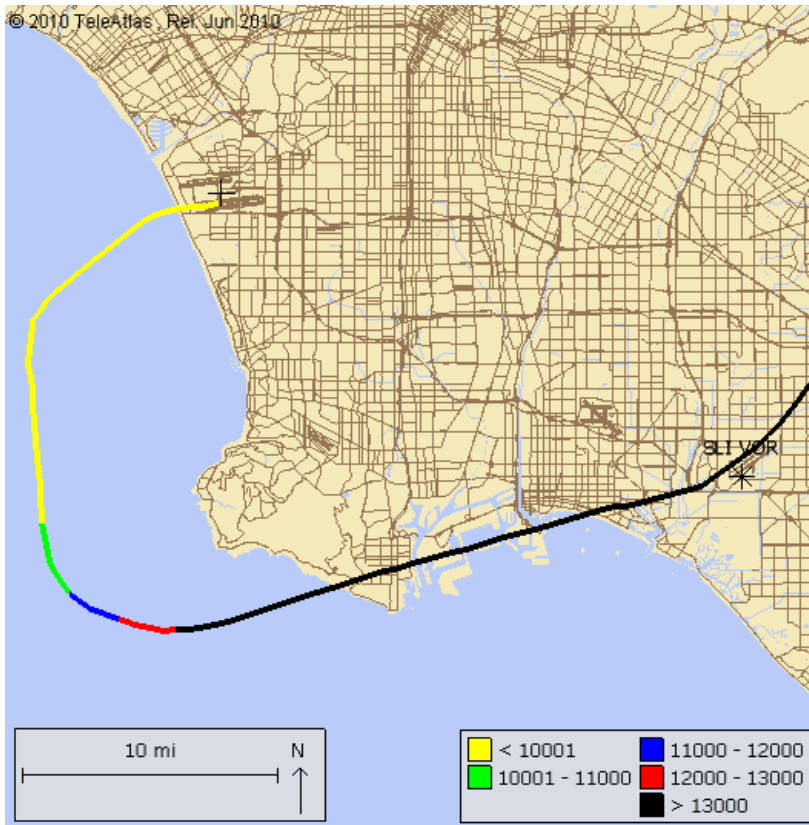 © 2010 TeleAtlas , Rel. Jun 2010
SLI VOR
10 mi
N
< 10001
11000 - 12000
10001 - 11000
12000 - 13000
> 13000